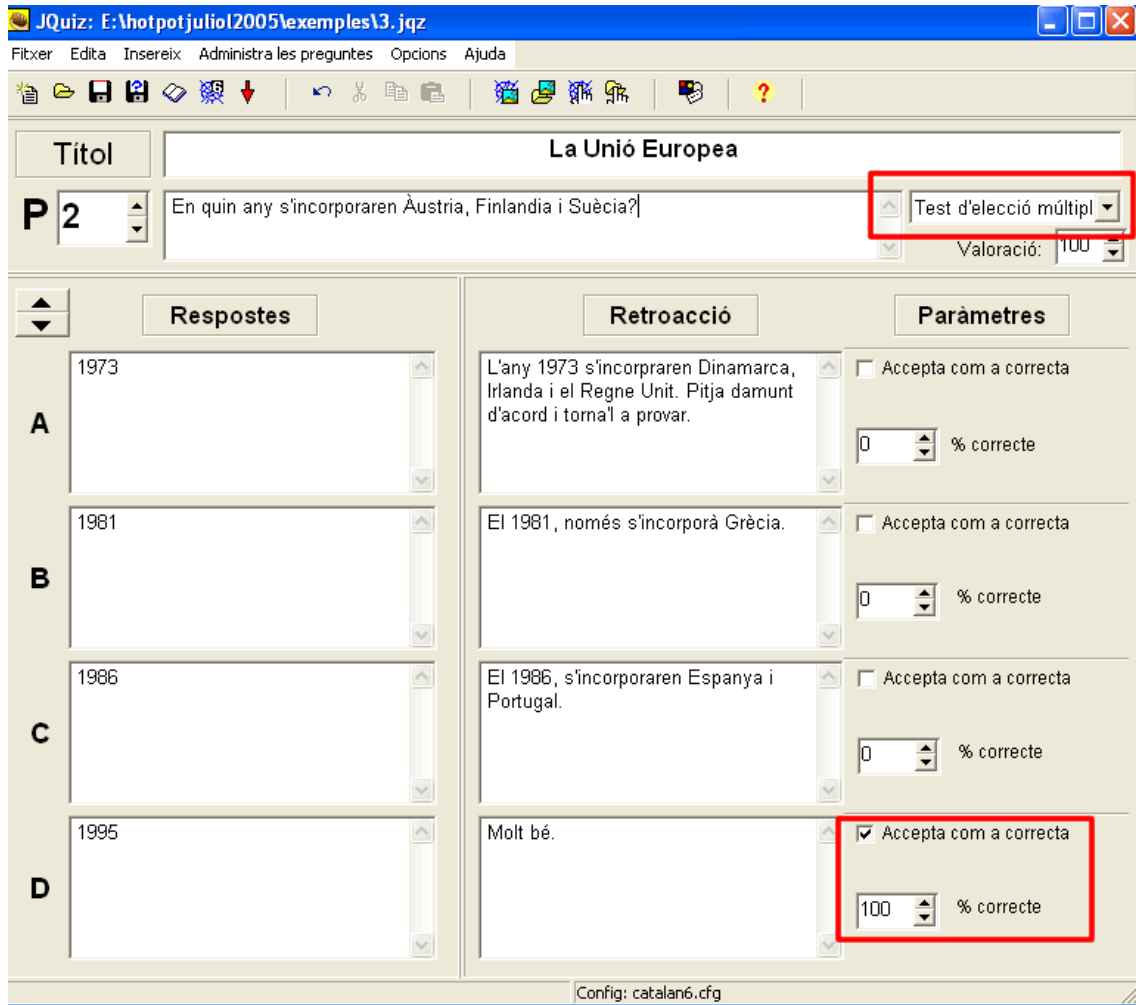 JQuiz: E:\hotpotjuliol2005\exemples\3.jqz
Fitxer Edita Insereix Administra les preguntes Opcions Ajuda
Títol
La Unió Europea
P 2
En quin any s'incorporaren Àustria, Finlandia i Suècia?
Test d'elecció múltipl
Valoració: 100
Respostes
Retroacció
Paràmetres
A
1973
L'any 1973 s'incorpraren Dinamarca,
Irlanda i el Regne Unit. Pitja damunt
d'acord i torna'l a provar.
Accepta com a correcta
0 % correcte
B
1981
El 1981, només s'incorporà Grècia.
Accepta com a correcta
0 % correcte
C
1986
El 1986, s'incorporaren Espanya i
Portugal.
Accepta com a correcta
0 % correcte
D
1995
Molt bé.
Accepta com a correcta
100 % correcte
Config: catalan6.cfg